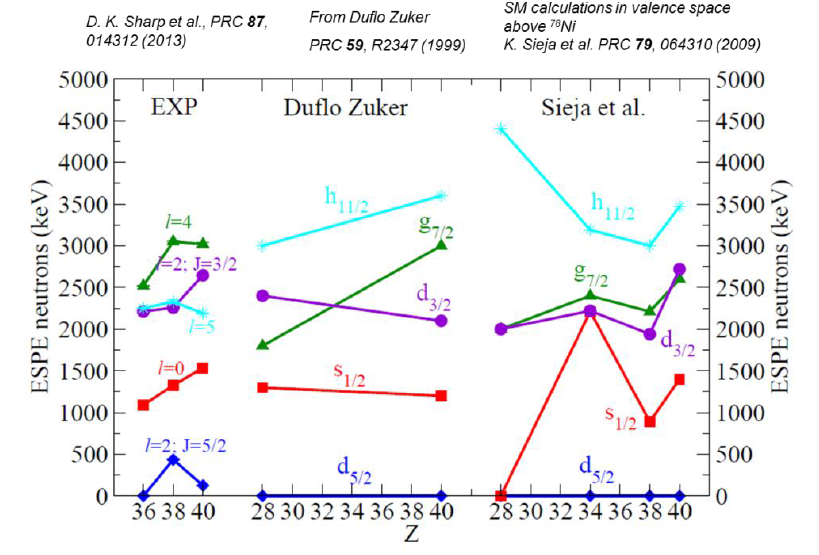 D. K. Sharp et al., PRC 87,
014312 (2013)
From Duflo Zuker
PRC 59, R2347 (1999)
SM calculations in valence space
above 78Ni
K. Sieja et al. PRC 79, 064310 (2009)
EXP
Duflo Zuker
Sieja et al.
ESPE neutrons (keV)
5000
4500
4000
3500
3000
2500
2000
1500
1000
500
0
l=4
l=2; J=3/2
l=5
l=0
l=2; J=5/2
h11/2
g7/2
d3/2
s1/2
d5/2
h11/2
g7/2
d3/2
s1/2
d5/2
5000
4500
4000
3500
3000
2500
2000
1500
1000
500
0
ESPE neutrons (keV)
36 38 40
28 30 32 34 36 38 40
28 30 32 34 36 38 40
Z